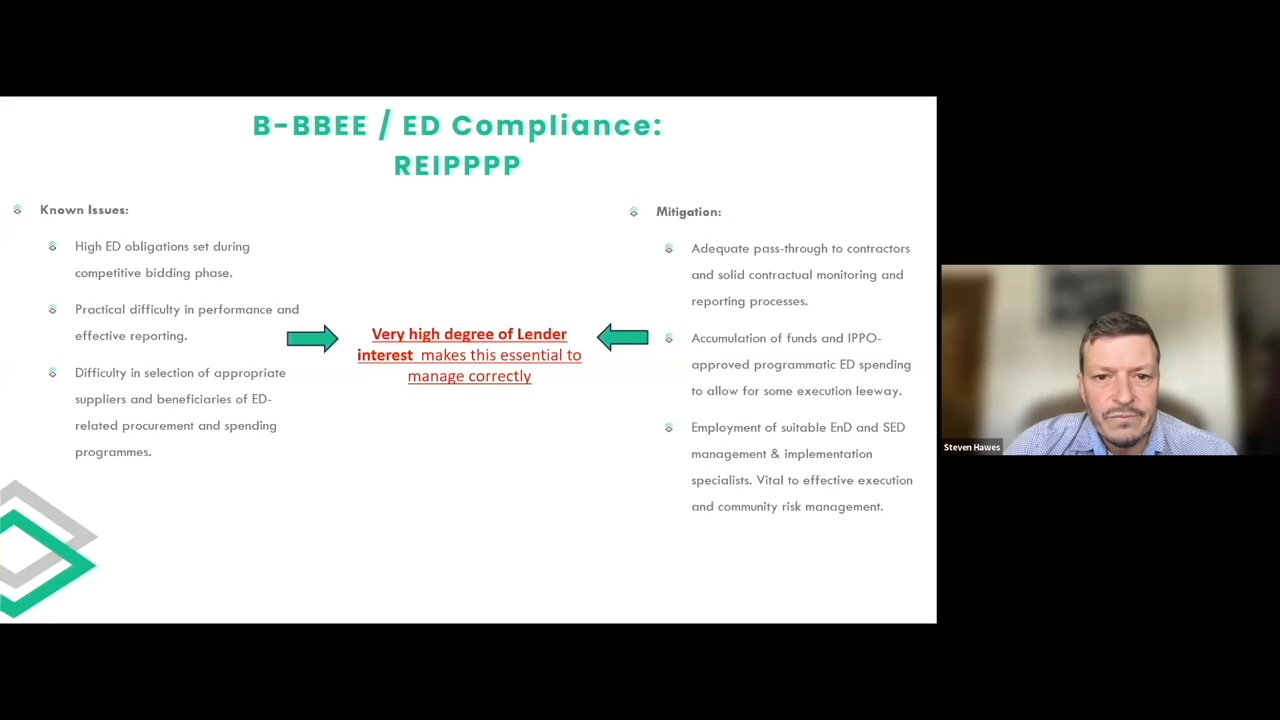 B-BBEE / ED Compliance:
REIPPPP
Known Issues:
High ED obligations set during
competitive bidding phase.
Practical difficulty in performance and
effective reporting.
Difficulty in selection of appropriate
suppliers and beneficiaries of ED-
related procurement and spending
programmes.
Very high degree of Lender
interest makes this essential to
manage correctly
Mitigation:
Adequate pass-through to contractors
and solid contractual monitoring and
reporting processes.
Accumulation of funds and IPPO-
approved programmatic ED spending
to allow for some execution leeway.
Employment of suitable EnD and SED
management & implementation
specialists. Vital to effective execution
and community risk management.
Steven Hawes